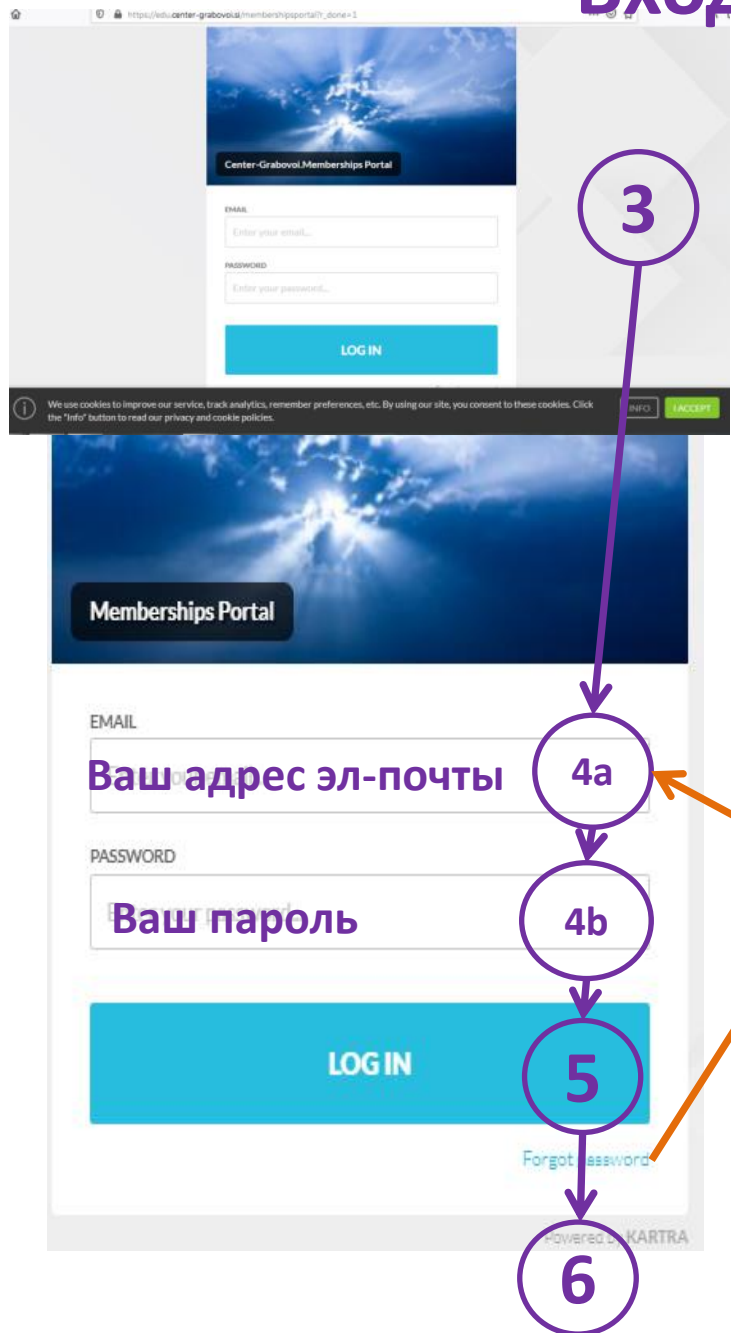 ВХОД
https://edu.center-grabovoi.si/membershipsportal?r_done=1
Center-Grabovoi.Memberships Portal
3
EMAIL
Enter your email...
PASSWORD
Enter your password...
LOG IN
We use cookies to improve our service, track analytics, remember preferences, etc. By using our site, you consent to these cookies. Click
the "Info" button to read our privacy and cookie policies.
INFO
I ACCEPT
Memberships Portal
EMAIL
Ваш адрес эл-почты
4a
PASSWORD
Ваш пароль
4b
LOG IN
5
Forgot password
Powered by KARTRA
6